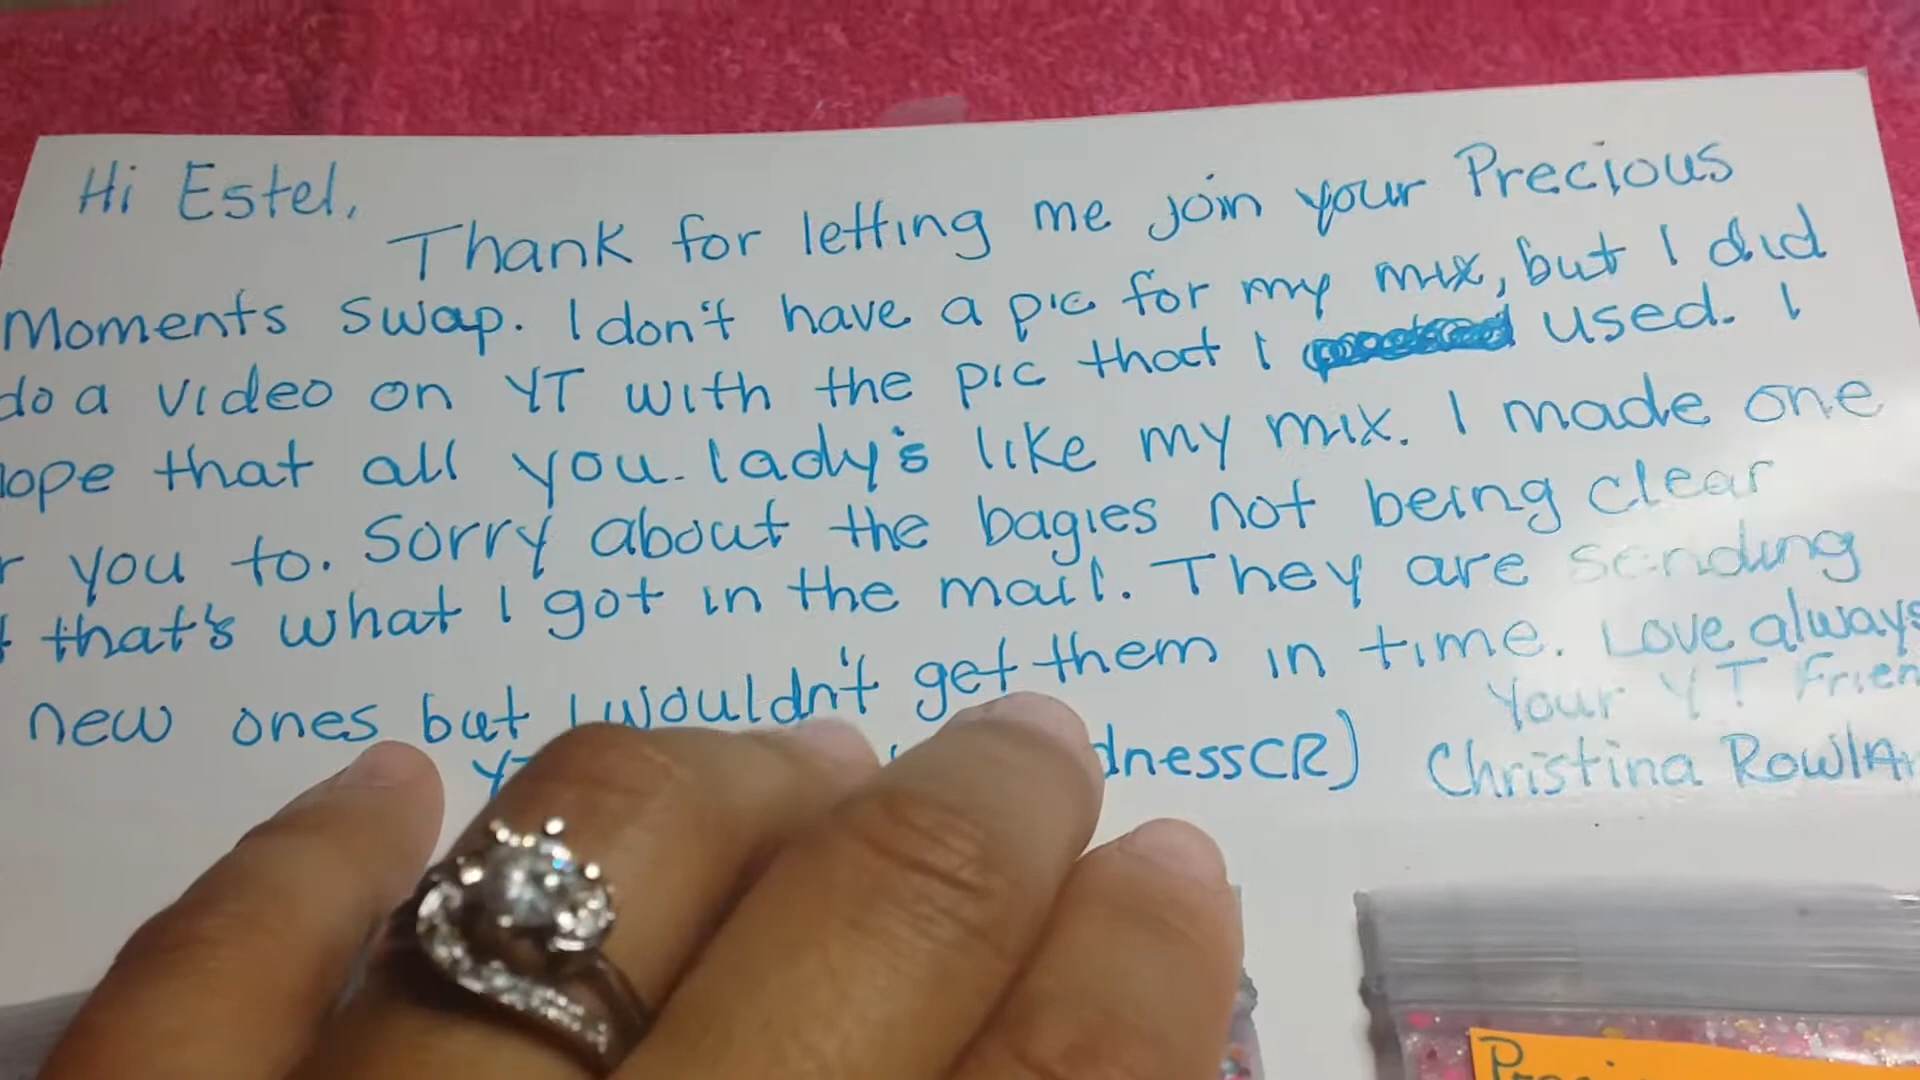 Hi Estel,
Thank for letting me join your Precious
Moments swap. I don't have a pic for my mix, but I did
do a video on YT with the pic that I used. I
ope that all you lady's like my mix. I made one
r you to. Sorry about the bagies not being clear
t that's what I got in the mail. They are sending
new ones but I wouldn't get them in time. Love always
Your YT Frien
dnessCR) Christina Rowlan